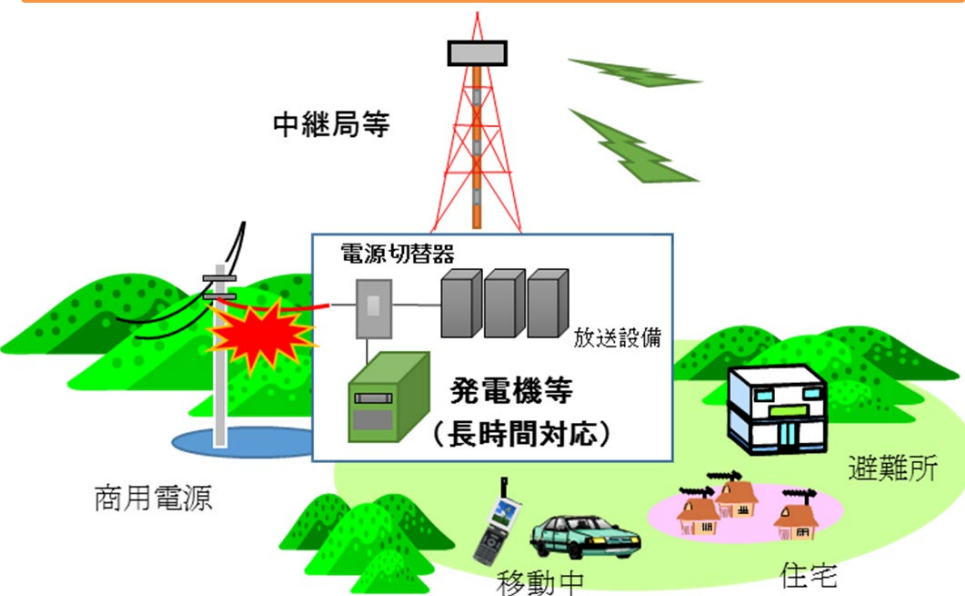 中継局等
電源切替器
放送設備
発電機等
（長時間対応）
商用電源
避難所
移動中
住宅